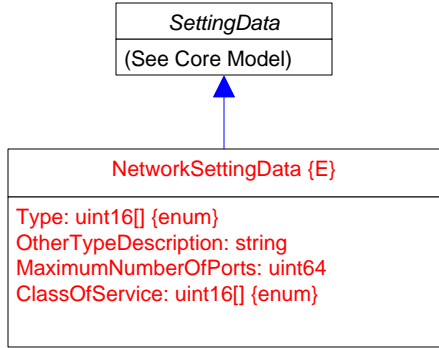 SettingData
(See Core Model)
NetworkSettingData {E}
Type: uint16[] {enum}
OtherTypeDescription: string
MaximumNumberOfPorts: uint64
ClassOfService: uint16[] {enum}